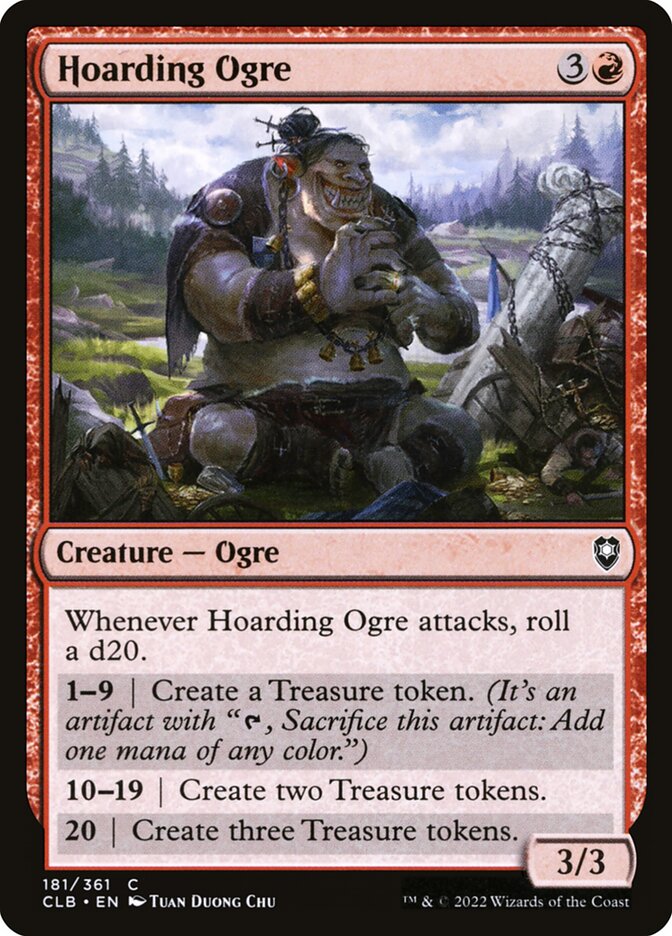 Hoarding Ogre 3
Creature — Ogre
Whenever Hoarding Ogre attacks, roll
a d20.
1–9 | Create a Treasure token. (It's an
artifact with “, Sacrifice this artifact: Add
one mana of any color.”)
10–19 | Create two Treasure tokens.
20 | Create three Treasure tokens.
3/3
181/361 C
CLB • EN Tuan Duong Chu
™ & © 2022 Wizards of the Coast